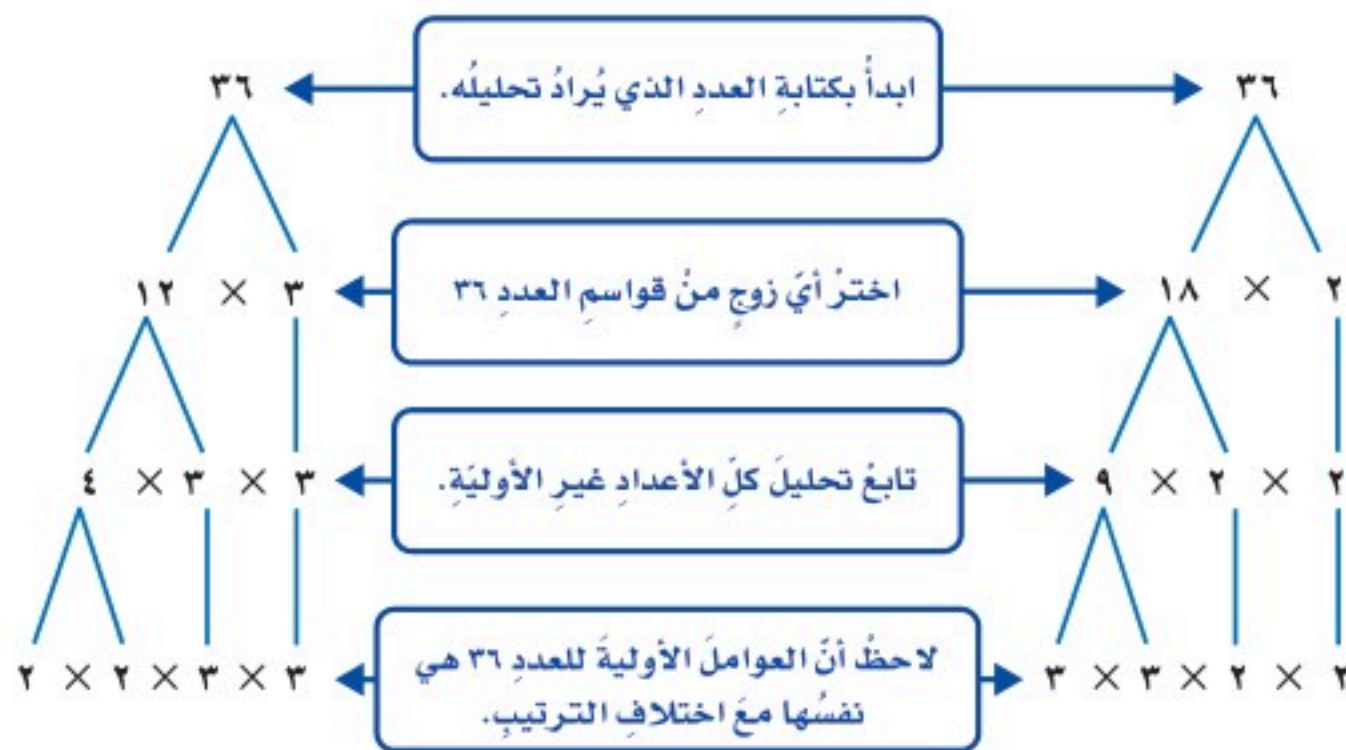 ٣٦
ابدأُ بكتابةِ العددِ الذي يُرادُ تحليلُه.
٣٦
٢ × ١٨
اخترْ أيَّ زوجٍ منْ قواسمِ العددِ ٣٦
٣ × ١٢
٢ × ٢ × ٩
تابعْ تحليلَ كلِّ الأعدادِ غيرِ الأوليّةِ.
٣ × ٣ × ٤
٢ × ٢ × ٣ × ٣
لاحظْ أنّ العواملَ الأوليةَ للعددِ ٣٦ هي
نفسُها معَ اختلافِ الترتيبِ.
٣ × ٣ × ٢ × ٢